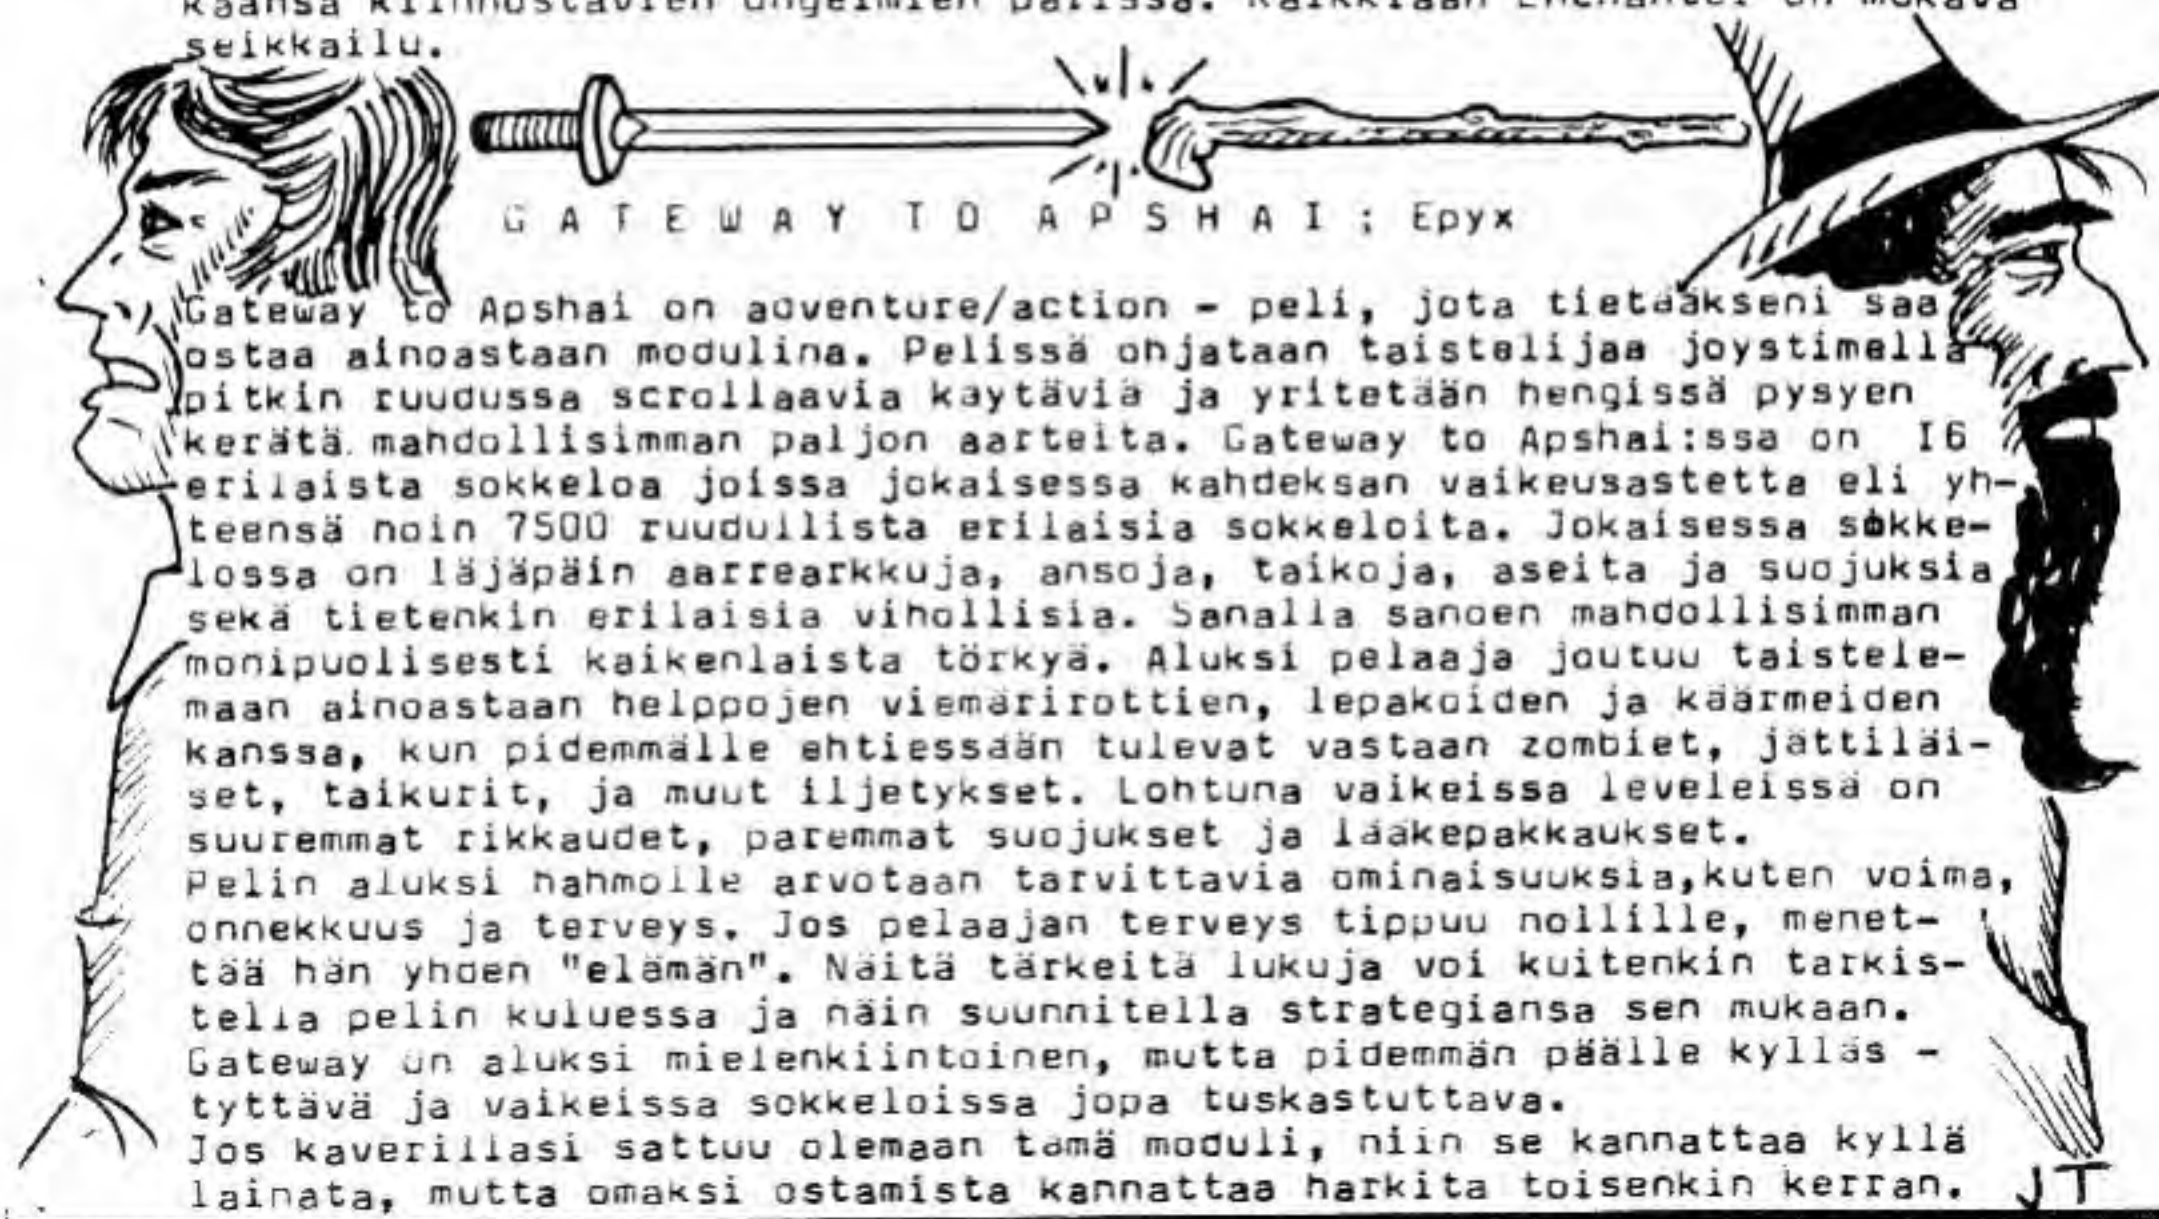 seikkailu.
GATEWAY TO APSHAI; Epyx
Gateway to Apshai on adventure/action - peli, jota tietääkseni saa
ostaa ainoastaan modulina. Pelissä ohjataan taistelijaa joystimella
pitkin ruudussa scrollaavia käytäviä ja yritetään hengissä pysyen
kerätä mahdollisimman paljon aarteita. Gateway to Apshai:ssa on I6
erilaista sokkeloa joissa jokaisessa kahdeksan vaikeusastetta eli yh-
teensä noin 7500 ruudullista erilaisia sokkeloita. Jokaisessa sokke-
lossa on läjäpäin aarrearkkuja, ansoja, taikoja, aseita ja suojuksia
sekä tietenkin erilaisia vihollisia. Sanalla sanoen mahdollisimman
monipuolisesti kaikenlaista törkyä. Aluksi pelaaja joutuu taistele-
maan ainoastaan helppojen viemärirottien, lepakoiden ja käärmeiden
kanssa, kun pidemmälle ehtiessään tulevat vastaan zombiet, jättiläi-
set, taikurit, ja muut iljetykset. Lohtuna vaikeissa leveleissä on
suuremmat rikkaudet, paremmat suojukset ja lääkepakkaukset.
Pelin aluksi hahmolle arvotaan tarvittavia ominaisuuksia,kuten voima,
onnekkuus ja terveys. Jos pelaajan terveys tippuu nollille, menet-
tää hän yhden "elämän". Näitä tärkeitä lukuja voi kuitenkin tarkis-
tella pelin kuluessa ja näin suunnitella strategiansa sen mukaan.
Gateway on aluksi mielenkiintoinen, mutta pidemmän päälle kylläs -
tyttävä ja vaikeissa sokkeloissa jopa tuskastuttava.
Jos kaverillasi sattuu olemaan tämä moduli, niin se kannattaa kyllä
lainata, mutta omaksi ostamista kannattaa harkita toisenkin kerran.
JT